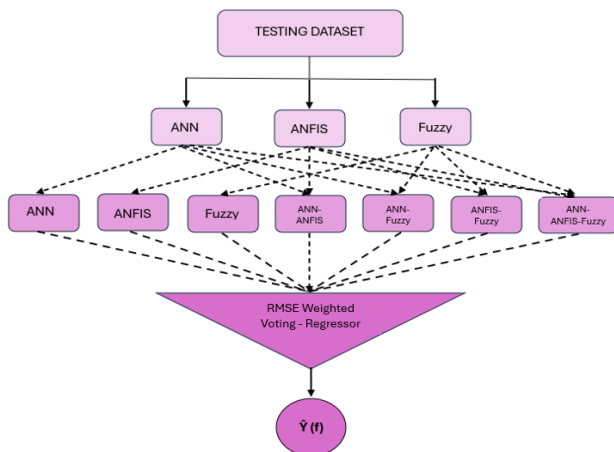 TESTING DATASET
ANN
ANFIS
Fuzzy
ANN
ANFIS
Fuzzy
ANN-
ANFIS
ANN-
Fuzzy
ANFIS-
Fuzzy
ANN-
ANFIS-Fuzzy
RMSE Weighted
Voting - Regressor
Ŷ (f)